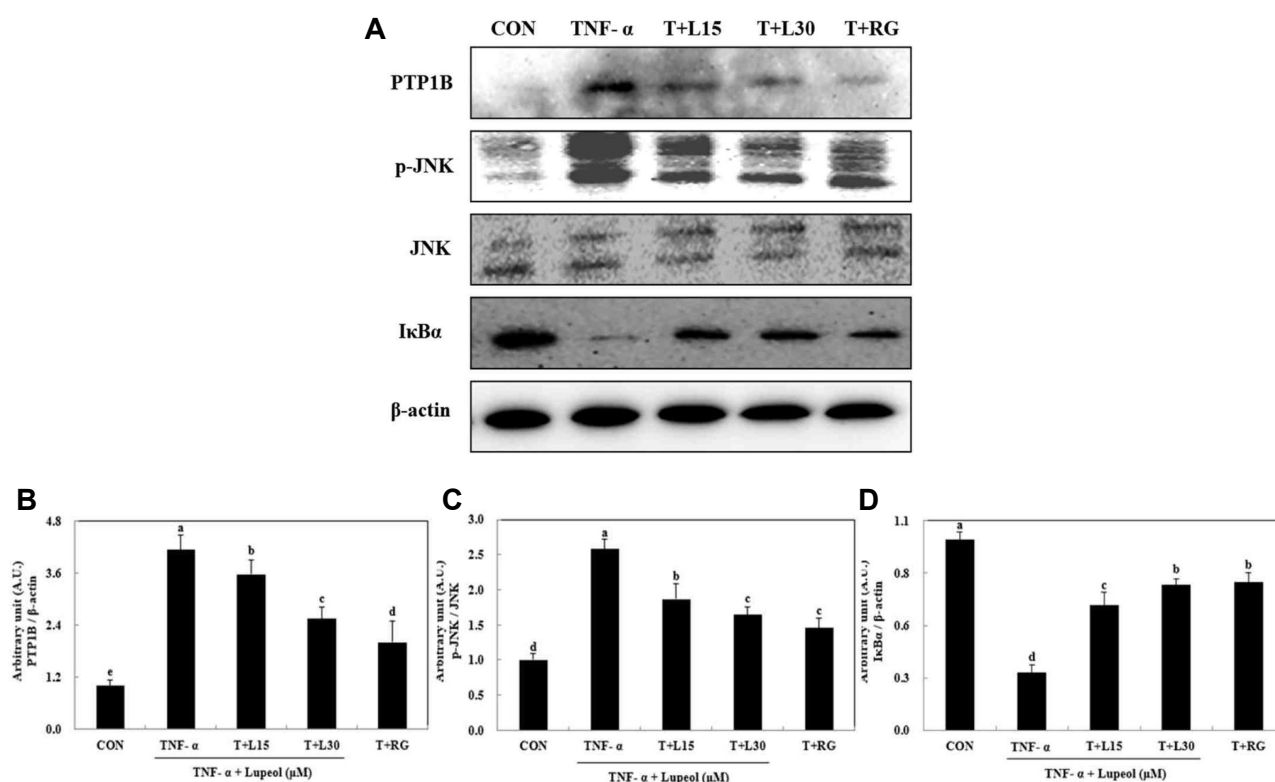 A
CON TNF- α T+L15 T+L30 T+RG
PTP1B
p-JNK
JNK
IκBα
β-actin
B
Arbitrary unit (A.U.)
PTP1B / β-actin
4.8
3.6
2.4
1.2
0.0
a
b
c
d
e
CON TNF- α T+L15 T+L30 T+RG
TNF- α + Lupeol (μM)
C
Arbitrary unit (A.U.)
p-JNK / JNK
3.0
2.5
2.0
1.5
1.0
0.5
0.0
a
b
c
c
d
CON TNF- α T+L15 T+L30 T+RG
TNF- α + Lupeol (μM)
D
Arbitrary unit (A.U.)
IκBα / β-actin
1.1
0.8
0.6
0.3
0.0
a
b
b
c
d
CON TNF- α T+L15 T+L30 T+RG
TNF- α + Lupeol (μM)